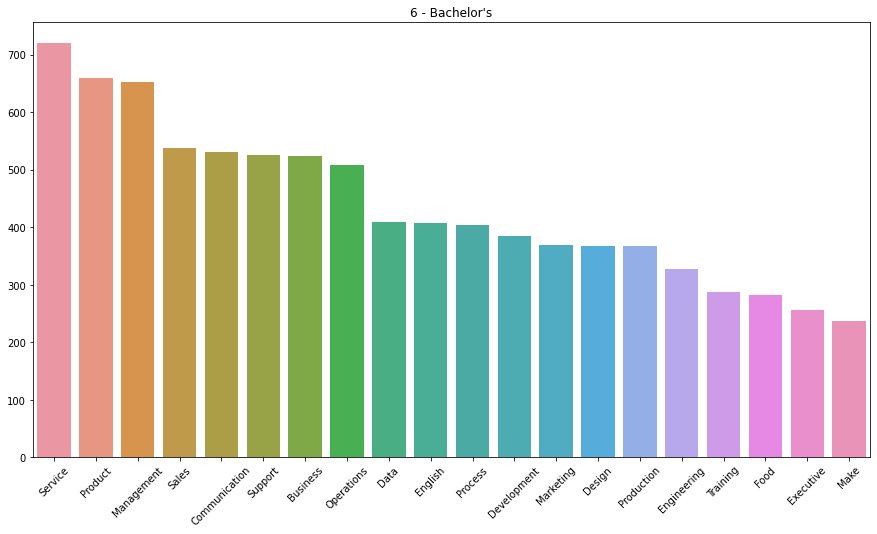 6 - Bachelor's
700
600
500
400
300
200
100
0
Service
Product
Management
Sales
Communication
Support
Business
Operations
Data
English
Process
Development
Marketing
Design
Production
Engineering
Training
Food
Executive
Make